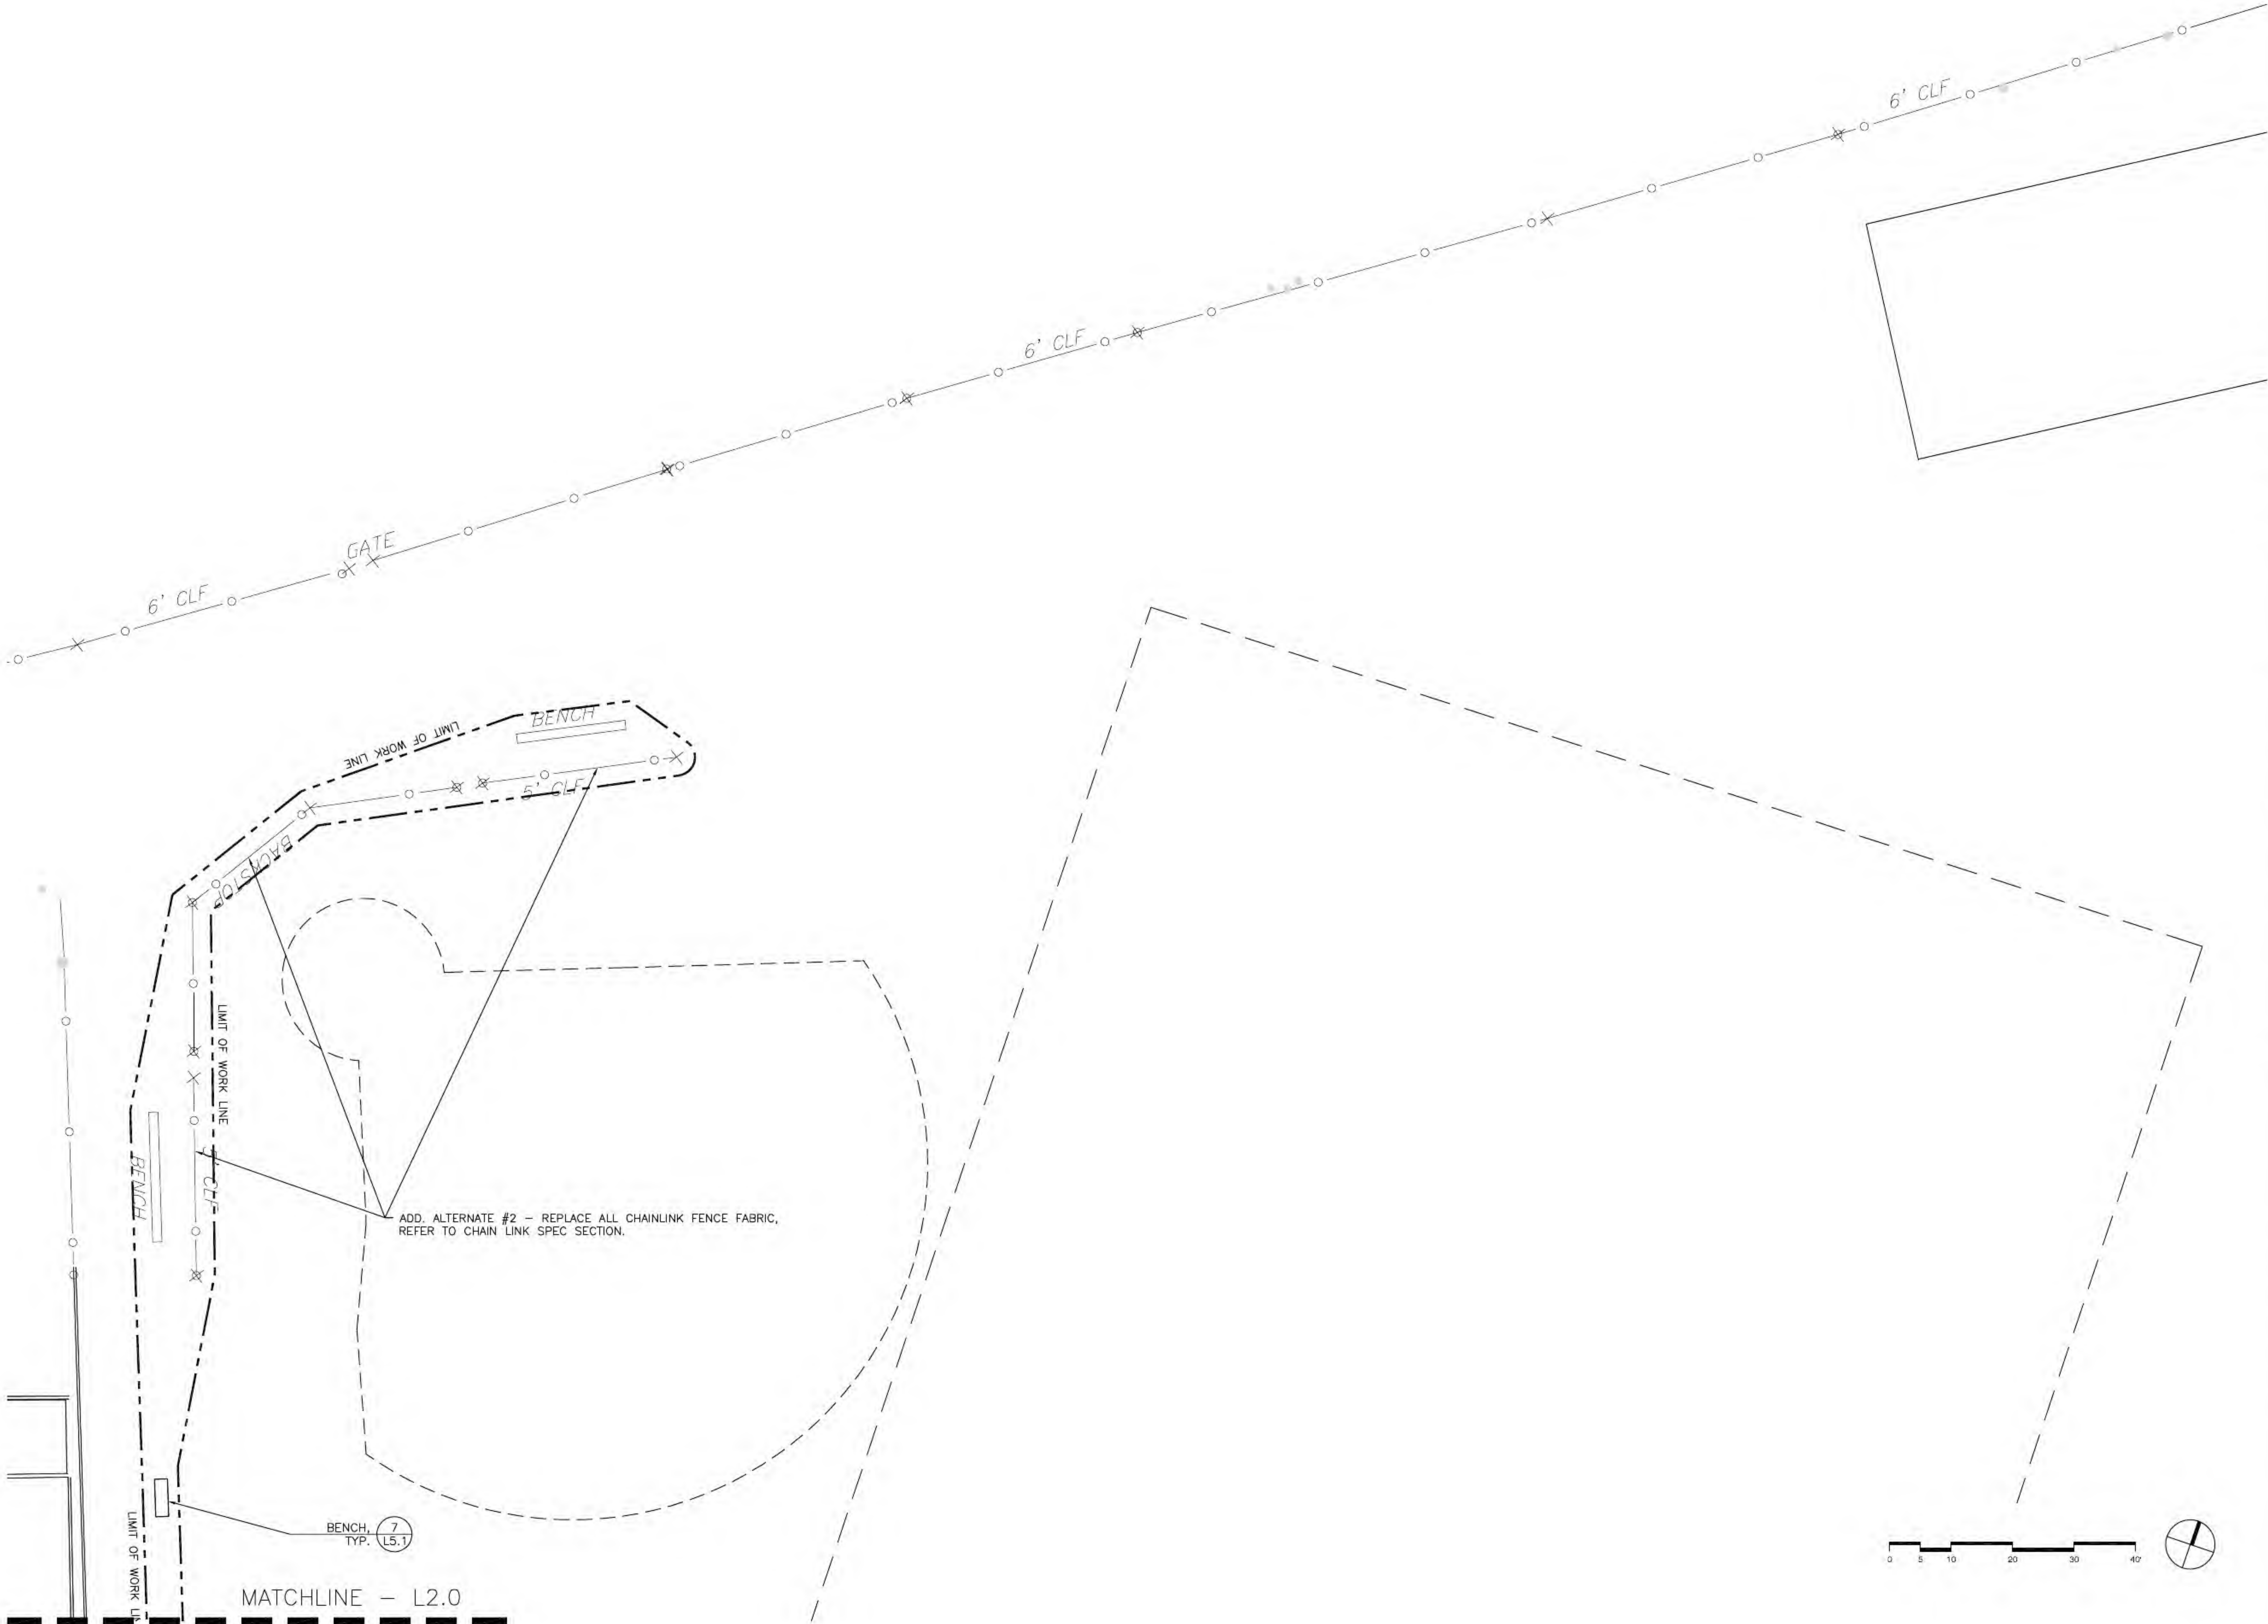 6' CLF
6' CLF
GATE
6' CLF
BENCH
LIMIT OF WORK LINE
5' CLF
BACKSTOP
LIMIT OF WORK LINE
BENCH
5' CLF
ADD. ALTERNATE #2 – REPLACE ALL CHAINLINK FENCE FABRIC,
REFER TO CHAIN LINK SPEC SECTION.
BENCH, 7
TYP. L5.1
LIMIT OF WORK LIN
0 5 10 20 30 40'
MATCHLINE – L2.0